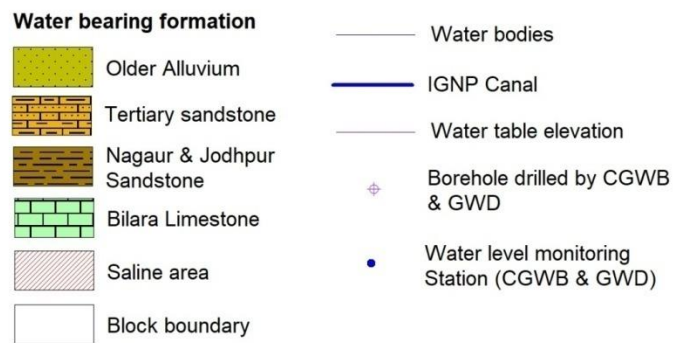 Water bearing formation
Older Alluvium
Tertiary sandstone
Nagaur & Jodhpur
Sandstone
Bilara Limestone
Saline area
Block boundary
Water bodies
IGNP Canal
Water table elevation
Borehole drilled by CGWB
& GWD
Water level monitoring
Station (CGWB & GWD)